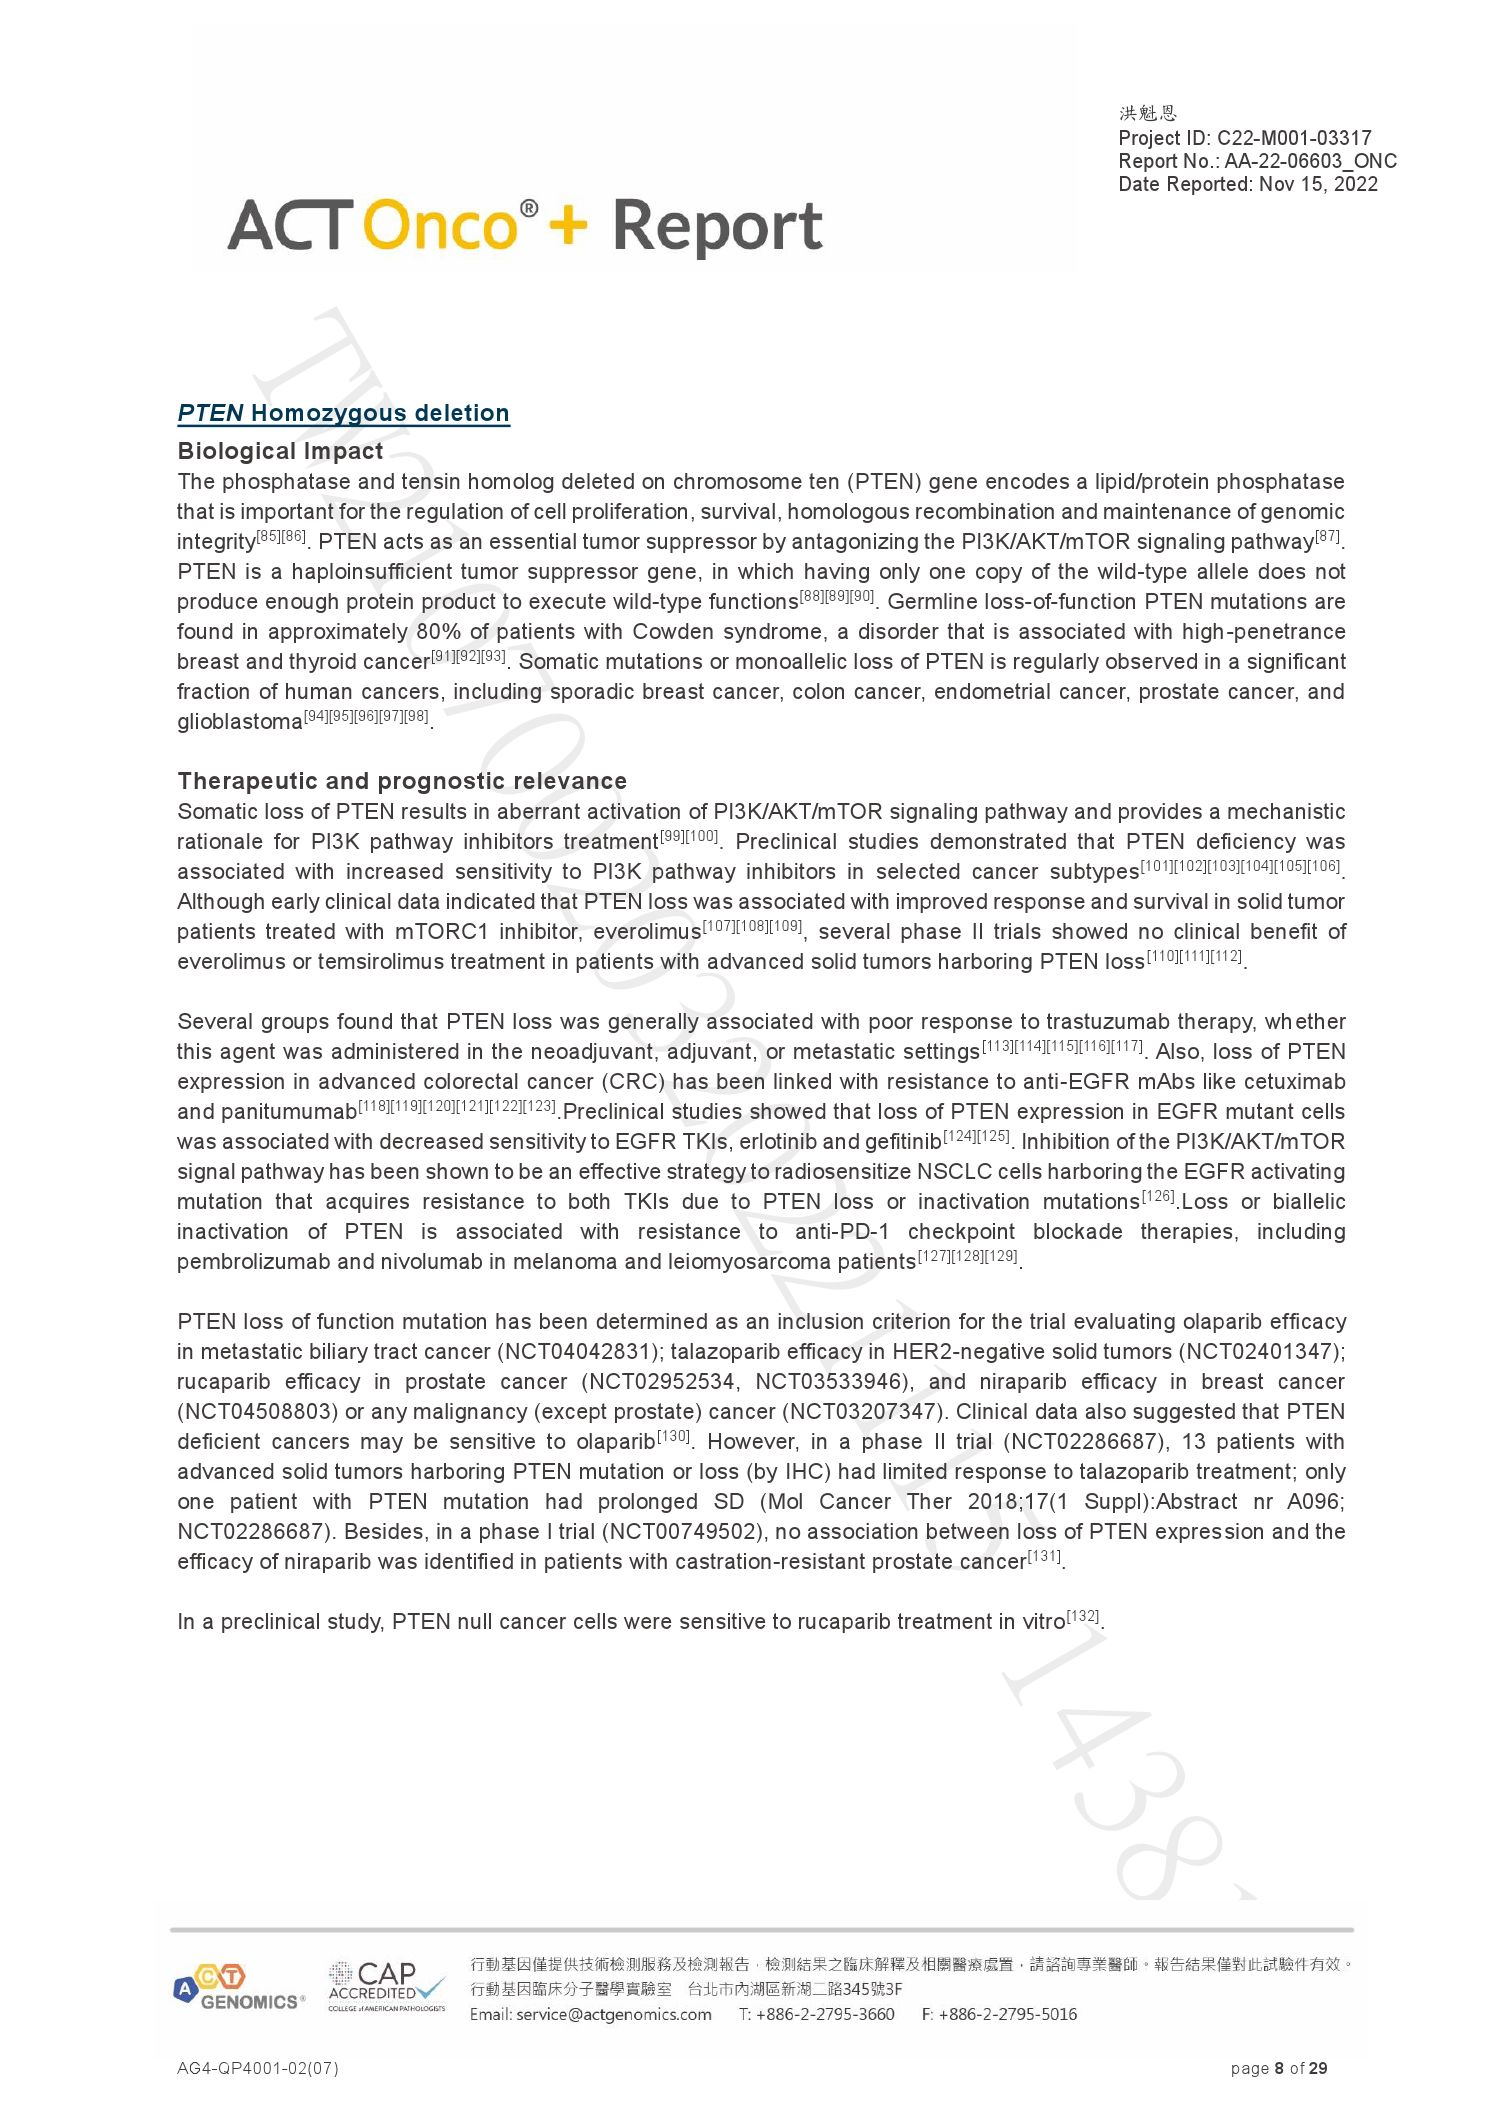 洪魁恩
Project ID: C22-M001-03317
Report No.: AA-22-06603_ONC
Date Reported: Nov 15, 2022
ACT Onco®+ Report
PTEN Homozygous deletion
Biological Impact
The phosphatase and tensin homolog deleted on chromosome ten (PTEN) gene encodes a lipid/protein phosphatase
that is important for the regulation of cell proliferation, survival, homologous recombination and maintenance of genomic
integrity[85][86]. PTEN acts as an essential tumor suppressor by antagonizing the PI3K/AKT/mTOR signaling pathway[87].
PTEN is a haploinsufficient tumor suppressor gene, in which having only one copy of the wild-type allele does not
produce enough protein product to execute wild-type functions[88][89][90]. Germline loss-of-function PTEN mutations are
found in approximately 80% of patients with Cowden syndrome, a disorder that is associated with high-penetrance
breast and thyroid cancer[91][92][93]. Somatic mutations or monoallelic loss of PTEN is regularly observed in a significant
fraction of human cancers, including sporadic breast cancer, colon cancer, endometrial cancer, prostate cancer, and
glioblastoma[94][95][96][97][98].
Therapeutic and prognostic relevance
Somatic loss of PTEN results in aberrant activation of PI3K/AKT/mTOR signaling pathway and provides a mechanistic
rationale for PI3K pathway inhibitors treatment[99][100]. Preclinical studies demonstrated that PTEN deficiency was
associated with increased sensitivity to PI3K pathway inhibitors in selected cancer subtypes[101][102][103][104][105][106].
Although early clinical data indicated that PTEN loss was associated with improved response and survival in solid tumor
patients treated with mTORC1 inhibitor, everolimus[107][108][109], several phase II trials showed no clinical benefit of
everolimus or temsirolimus treatment in patients with advanced solid tumors harboring PTEN loss[110][111][112].
Several groups found that PTEN loss was generally associated with poor response to trastuzumab therapy, whether
this agent was administered in the neoadjuvant, adjuvant, or metastatic settings[113][114][115][116][117]. Also, loss of PTEN
expression in advanced colorectal cancer (CRC) has been linked with resistance to anti-EGFR mAbs like cetuximab
and panitumumab[118][119][120][121][122][123].Preclinical studies showed that loss of PTEN expression in EGFR mutant cells
was associated with decreased sensitivity to EGFR TKIs, erlotinib and gefitinib[124][125]. Inhibition of the PI3K/AKT/mTOR
signal pathway has been shown to be an effective strategy to radiosensitize NSCLC cells harboring the EGFR activating
mutation that acquires resistance to both TKIs due to PTEN loss or inactivation mutations[126].Loss or biallelic
inactivation of PTEN is associated with resistance to anti-PD-1 checkpoint blockade therapies, including
pembrolizumab and nivolumab in melanoma and leiomyosarcoma patients[127][128][129].
PTEN loss of function mutation has been determined as an inclusion criterion for the trial evaluating olaparib efficacy
in metastatic biliary tract cancer (NCT04042831); talazoparib efficacy in HER2-negative solid tumors (NCT02401347);
rucaparib efficacy in prostate cancer (NCT02952534, NCT03533946), and niraparib efficacy in breast cancer
(NCT04508803) or any malignancy (except prostate) cancer (NCT03207347). Clinical data also suggested that PTEN
deficient cancers may be sensitive to olaparib[130]. However, in a phase II trial (NCT02286687), 13 patients with
advanced solid tumors harboring PTEN mutation or loss (by IHC) had limited response to talazoparib treatment; only
one patient with PTEN mutation had prolonged SD (Mol Cancer Ther 2018;17(1 Suppl):Abstract nr A096;
NCT02286687). Besides, in a phase I trial (NCT00749502), no association between loss of PTEN expression and the
efficacy of niraparib was identified in patients with castration-resistant prostate cancer[131].
In a preclinical study, PTEN null cancer cells were sensitive to rucaparib treatment in vitro[132].
ACT GENOMICS®
CAP ACCREDITED
COLLEGE of AMERICAN PATHOLOGISTS
行動基因僅提供技術檢測服務及檢測報告，檢測結果之臨床解釋及相關醫療處置，請諮詢專業醫師。報告結果僅對此試驗件有效。
行動基因臨床分子醫學實驗室 台北市內湖區新湖二路345號3F
Email: service@actgenomics.com T: +886-2-2795-3660 F: +886-2-2795-5016
AG4-QP4001-02(07)
page 8 of 29